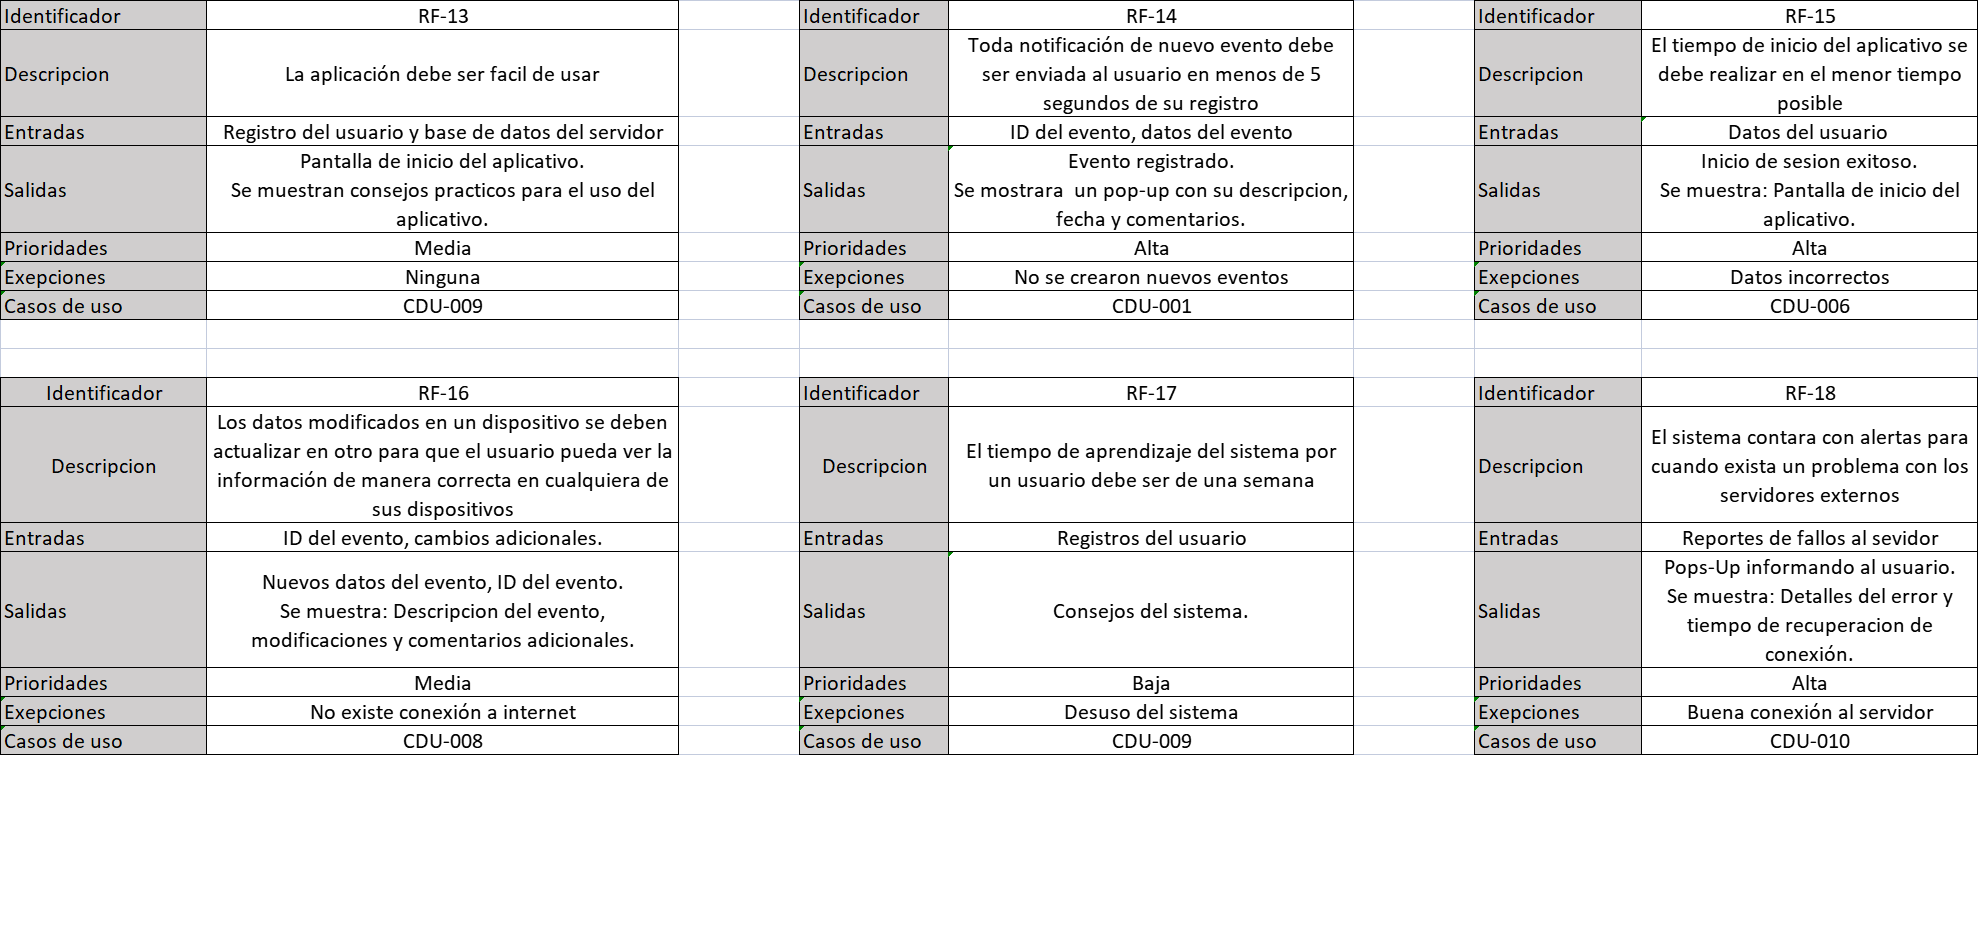 Identificador RF-13
Descripcion La aplicación debe ser facil de usar
Entradas Registro del usuario y base de datos del servidor
Salidas Pantalla de inicio del aplicativo.
Se muestran consejos practicos para el uso del
aplicativo.
Prioridades Media
Exepciones Ninguna
Casos de uso CDU-009
Identificador RF-14
Descripcion Toda notificación de nuevo evento debe
ser enviada al usuario en menos de 5
segundos de su registro
Entradas ID del evento, datos del evento
Salidas Evento registrado.
Se mostrara  un pop-up con su descripcion,
fecha y comentarios.
Prioridades Alta
Exepciones No se crearon nuevos eventos
Casos de uso CDU-001
Identificador RF-15
Descripcion El tiempo de inicio del aplicativo se
debe realizar en el menor tiempo
posible
Entradas Datos del usuario
Salidas Inicio de sesion exitoso.
Se muestra: Pantalla de inicio del
aplicativo.
Prioridades Alta
Exepciones Datos incorrectos
Casos de uso CDU-006
Identificador RF-16
Descripcion Los datos modificados en un dispositivo se deben
actualizar en otro para que el usuario pueda ver la
información de manera correcta en cualquiera de
sus dispositivos
Entradas ID del evento, cambios adicionales.
Salidas Nuevos datos del evento, ID del evento.
Se muestra: Descripcion del evento,
modificaciones y comentarios adicionales.
Prioridades Media
Exepciones No existe conexión a internet
Casos de uso CDU-008
Identificador RF-17
Descripcion El tiempo de aprendizaje del sistema por
un usuario debe ser de una semana
Entradas Registros del usuario
Salidas Consejos del sistema.
Prioridades Baja
Exepciones Desuso del sistema
Casos de uso CDU-009
Identificador RF-18
Descripcion El sistema contara con alertas para
cuando exista un problema con los
servidores externos
Entradas Reportes de fallos al sevidor
Salidas Pops-Up informando al usuario.
Se muestra: Detalles del error y
tiempo de recuperacion de
conexión.
Prioridades Alta
Exepciones Buena conexión al servidor
Casos de uso CDU-010